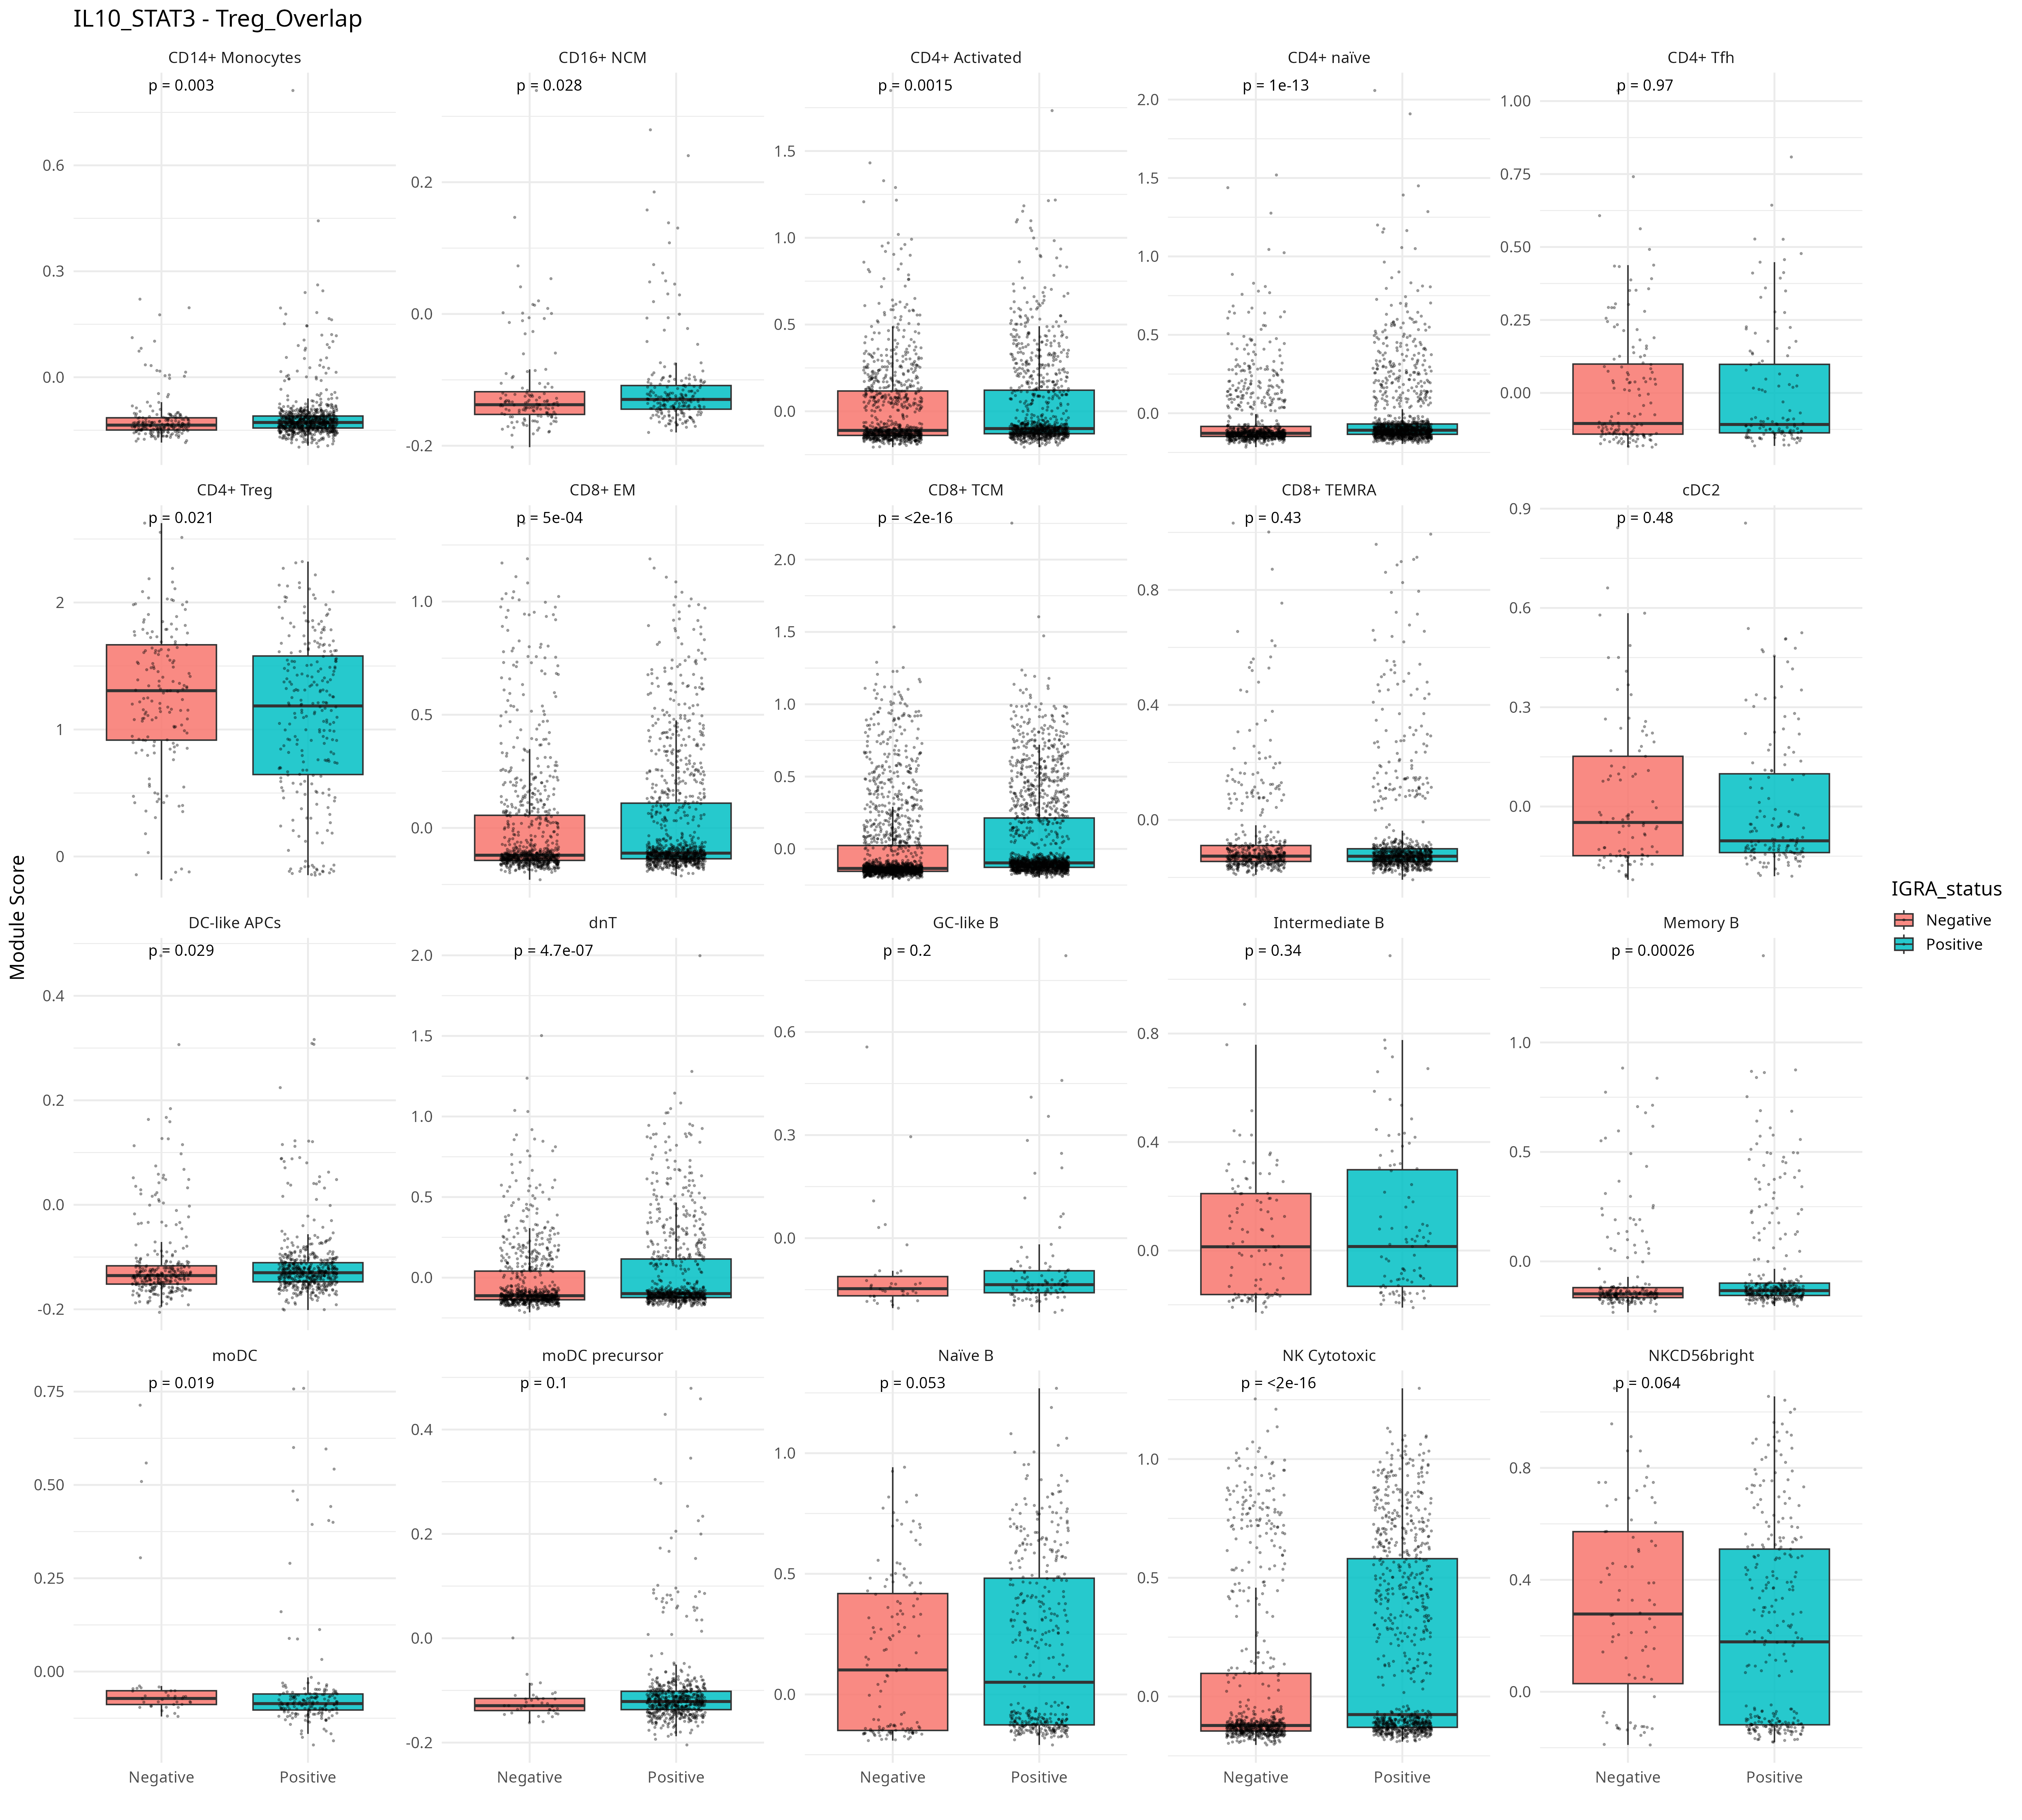 IL10_STAT3 - Treg_Overlap
CD14+ Monocytes
CD16+ NCM
CD4+ Activated
CD4+ naïve
CD4+ Tfh
p = 0.003
p = 0.028
p = 0.0015
p = 1e-13
p = 0.97
0.6
0.3
0.0
0.2
0.0
-0.2
1.5
1.0
0.5
0.0
2.0
1.5
1.0
0.5
0.0
1.00
0.75
0.50
0.25
0.00
CD4+ Treg
CD8+ EM
CD8+ TCM
CD8+ TEMRA
cDC2
p = 0.021
p = 5e-04
p = <2e-16
p = 0.43
p = 0.48
2
1
0
1.0
0.5
0.0
2.0
1.5
1.0
0.5
0.0
0.8
0.4
0.0
0.9
0.6
0.3
0.0
Module Score
DC-like APCs
dnT
GC-like B
Intermediate B
Memory B
p = 0.029
p = 4.7e-07
p = 0.2
p = 0.34
p = 0.00026
0.4
0.2
0.0
-0.2
2.0
1.5
1.0
0.5
0.0
0.6
0.3
0.0
0.8
0.4
0.0
1.0
0.5
0.0
moDC
moDC precursor
Naïve B
NK Cytotoxic
NKCD56bright
p = 0.019
p = 0.1
p = 0.053
p = <2e-16
p = 0.064
0.75
0.50
0.25
0.00
0.4
0.2
0.0
-0.2
1.0
0.5
0.0
1.0
0.5
0.0
0.8
0.4
0.0
Negative
Positive
Negative
Positive
Negative
Positive
Negative
Positive
Negative
Positive
IGRA_status
Negative
Positive